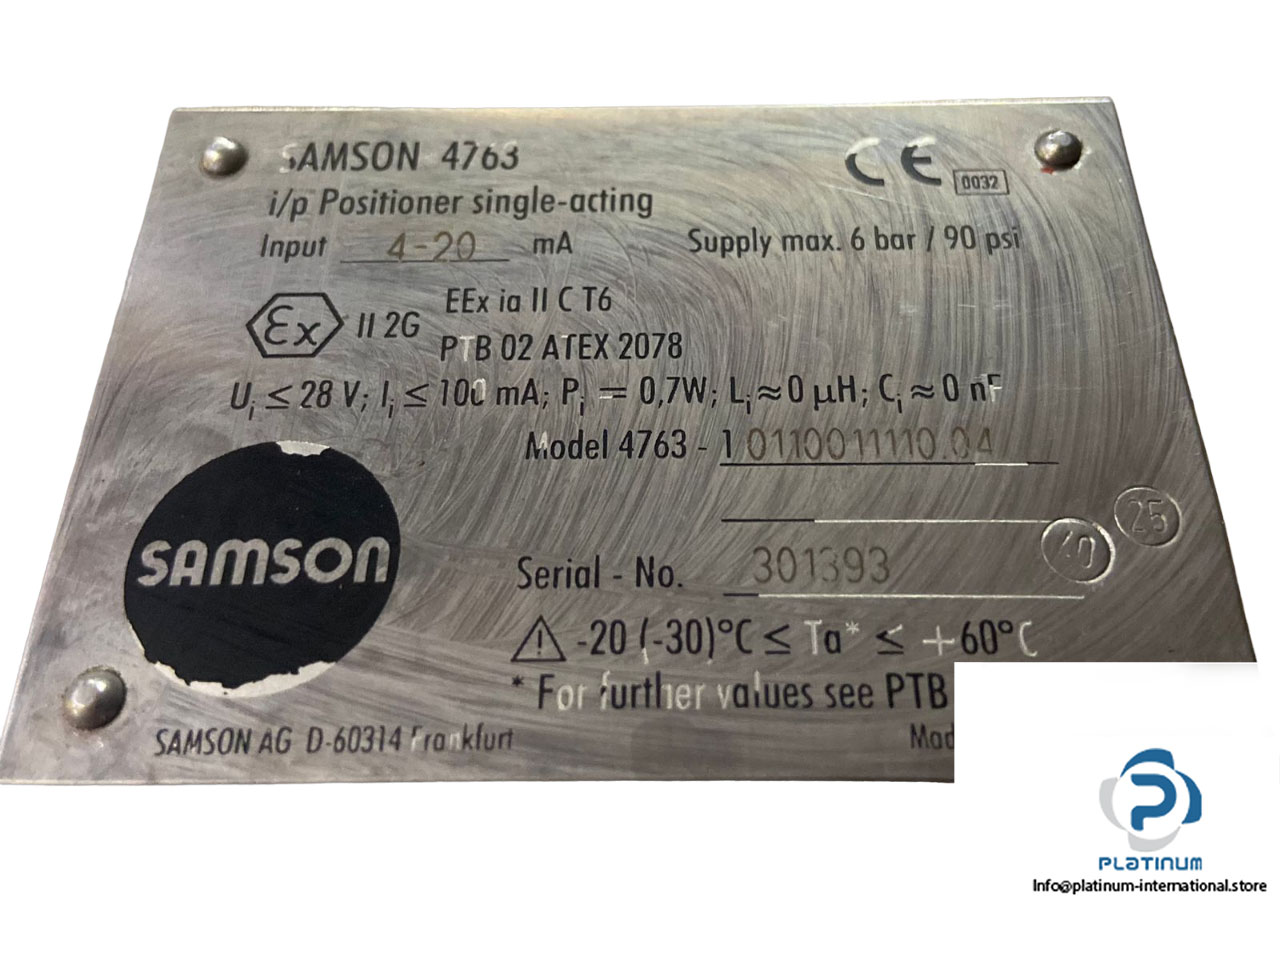 SAMSON 4763
CE 0032
i/p Positioner single-acting
Input 4-20 mA
Supply max. 6 bar / 90 psi
Ex II 2G
EEx ia II C T6
PTB 02 ATEX 2078
Ui ≤ 28 V; Ii ≤ 100 mA; Pi = 0,7W; Li ≈ 0 µH; Ci ≈ 0 nF
Model 4763 - 10110011110.04
SAMSON
25
40
Serial - No. 301393
-20 (-30)°C ≤ Ta* ≤ +60°C
* For further values see PTB
SAMSON AG D-60314 Frankfurt
Mad
PLATINUM
Info@platinum-international.store